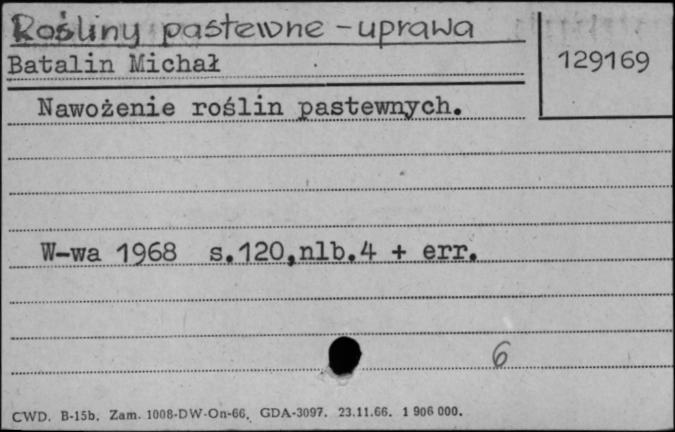 Rośliny pastewne - uprawa
Batalin Michał
129169
Nawożenie roślin pastewnych.
W-wa 1968 s.120,nlb.4 + err.
6
CWD. B-15b. Zam. 1008-DW-On-66. GDA-3097. 23.11.66. 1 906 000.